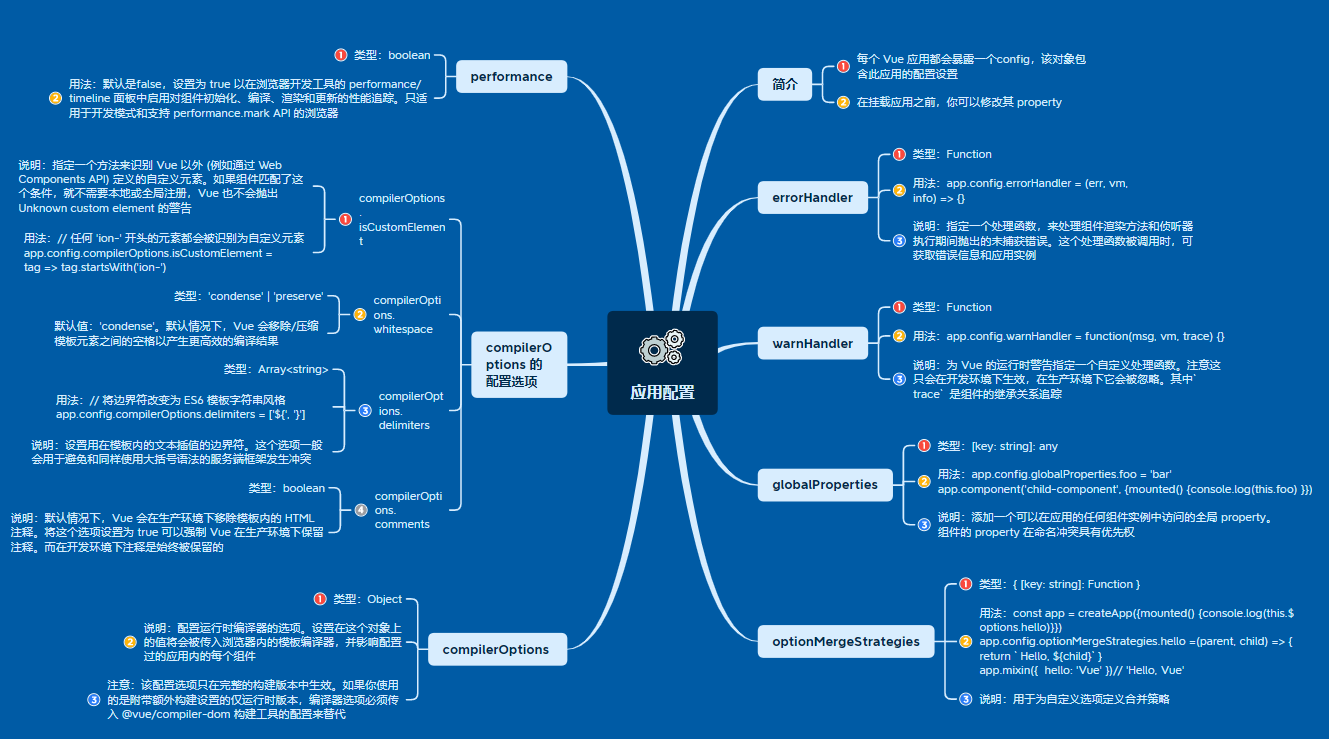 应用配置
简介
每个 Vue 应用都会暴露一个config，该对象包
含此应用的配置设置
在挂载应用之前，你可以修改其 property
errorHandler
类型：Function
用法：app.config.errorHandler = (err, vm,
info) => {}
说明：指定一个处理函数，来处理组件渲染方法和侦听器
执行期间抛出的未捕获错误。这个处理函数被调用时，可
获取错误信息和应用实例
warnHandler
类型：Function
用法：app.config.warnHandler = function(msg, vm, trace) {}
说明：为 Vue 的运行时警告指定一个自定义处理函数。注意这
只会在开发环境下生效，在生产环境下它会被忽略。其中`
trace` 是组件的继承关系追踪
globalProperties
类型：[key: string]: any
用法：app.config.globalProperties.foo = 'bar'
app.component('child-component', {mounted() {console.log(this.foo) }})
说明：添加一个可以在应用的任何组件实例中访问的全局 property。
组件的 property 在命名冲突具有优先权
optionMergeStrategies
类型：{ [key: string]: Function }
用法：const app = createApp({mounted() {console.log(this.$
options.hello)}})
app.config.optionMergeStrategies.hello =(parent, child) => {
return ` Hello, ${child}` }
app.mixin({  hello: 'Vue' })// 'Hello, Vue'
说明：用于为自定义选项定义合并策略
performance
类型：boolean
用法：默认是false，设置为 true 以在浏览器开发工具的 performance/
timeline 面板中启用对组件初始化、编译、渲染和更新的性能追踪。只适
用于开发模式和支持 performance.mark API 的浏览器
compilerO
ptions 的
配置选项
compilerOptions
.
isCustomElemen
t
说明：指定一个方法来识别 Vue 以外 (例如通过 Web
Components API) 定义的自定义元素。如果组件匹配了这
个条件，就不需要本地或全局注册，Vue 也不会抛出
Unknown custom element 的警告
用法：// 任何 'ion-' 开头的元素都会被识别为自定义元素
app.config.compilerOptions.isCustomElement =
tag => tag.startsWith('ion-')
compilerOpti
ons.
whitespace
类型：'condense' | 'preserve'
默认值：'condense'。默认情况下，Vue 会移除/压缩
模板元素之间的空格以产生更高效的编译结果
compilerOpt
ions.
delimiters
类型：Array<string>
用法：// 将边界符改变为 ES6 模板字符串风格
app.config.compilerOptions.delimiters = ['${', '}']
说明：设置用在模板内的文本插值的边界符。这个选项一般
会用于避免和同样使用大括号语法的服务端框架发生冲突
compilerOpti
ons.
comments
类型：boolean
说明：默认情况下，Vue 会在生产环境下移除模板内的 HTML
注释。将这个选项设置为 true 可以强制 Vue 在生产环境下保留
注释。而在开发环境下注释是始终被保留的
compilerOptions
类型：Object
说明：配置运行时编译器的选项。设置在这个对象上
的值将会被传入浏览器内的模板编译器，并影响配置
过的应用内的每个组件
注意：该配置选项只在完整的构建版本中生效。如果你使用
的是附带额外构建设置的仅运行时版本，编译器选项必须传
入 @vue/compiler-dom 构建工具的配置来替代